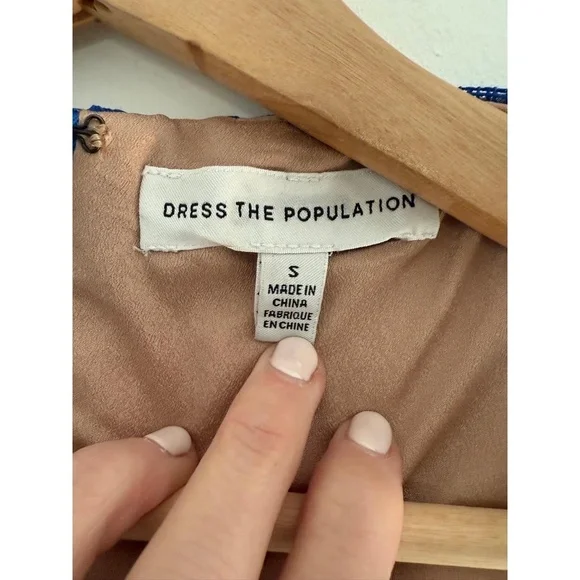 DRESS THE POPULATION
S
MADE IN
CHINA
FABRIQUE
EN CHINE